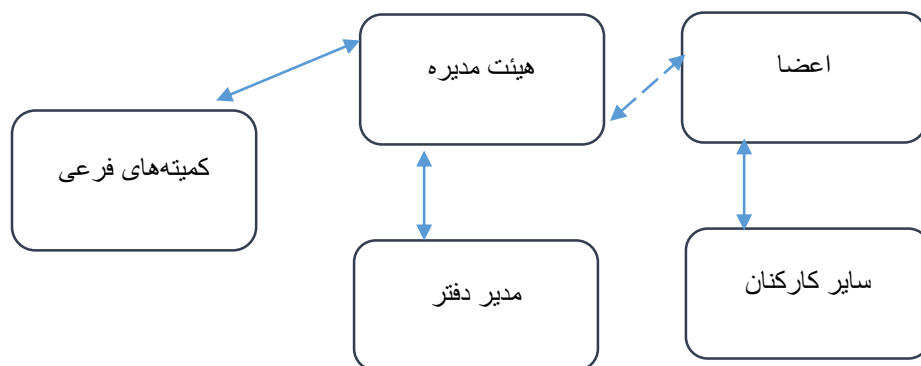 اعضا
هیئت مدیره
کمیته‌های فرعی
سایر کارکنان
مدیر دفتر